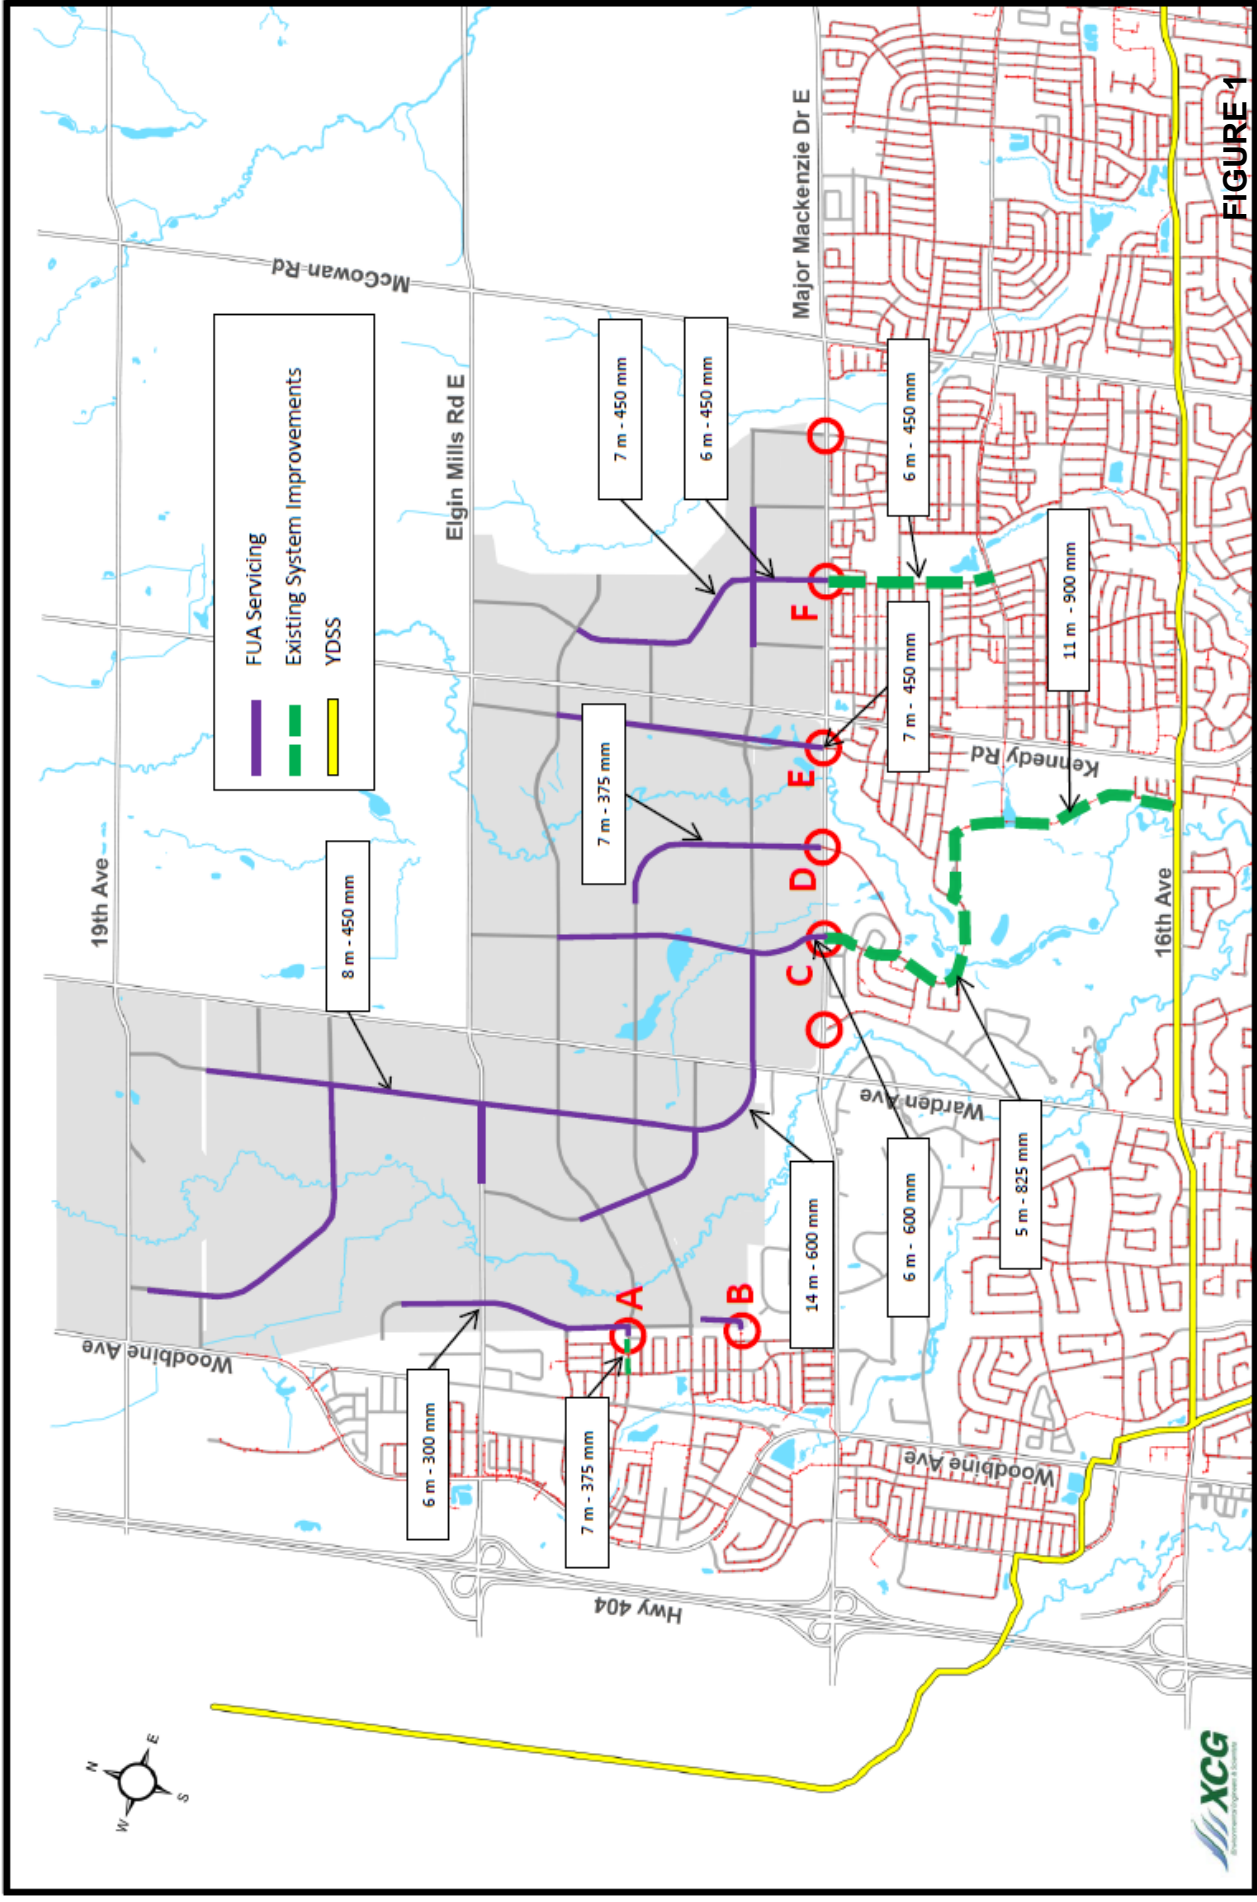 FUA Servicing
Existing System Improvements
YDSS
19th Ave
Elgin Mills Rd E
Major Mackenzie Dr E
16th Ave
Hwy 404
Woodbine Ave
Woodbine Ave
Warden Ave
Kennedy Rd
McCowan Rd
8 m - 450 mm
6 m - 300 mm
7 m - 375 mm
14 m - 600 mm
6 m - 600 mm
5 m - 825 mm
7 m - 375 mm
7 m - 450 mm
11 m - 900 mm
7 m - 450 mm
6 m - 450 mm
6 m - 450 mm
A
B
C
D
E
F
N
E
S
W
XCG
Environmental Engineers & Scientists
FIGURE 1